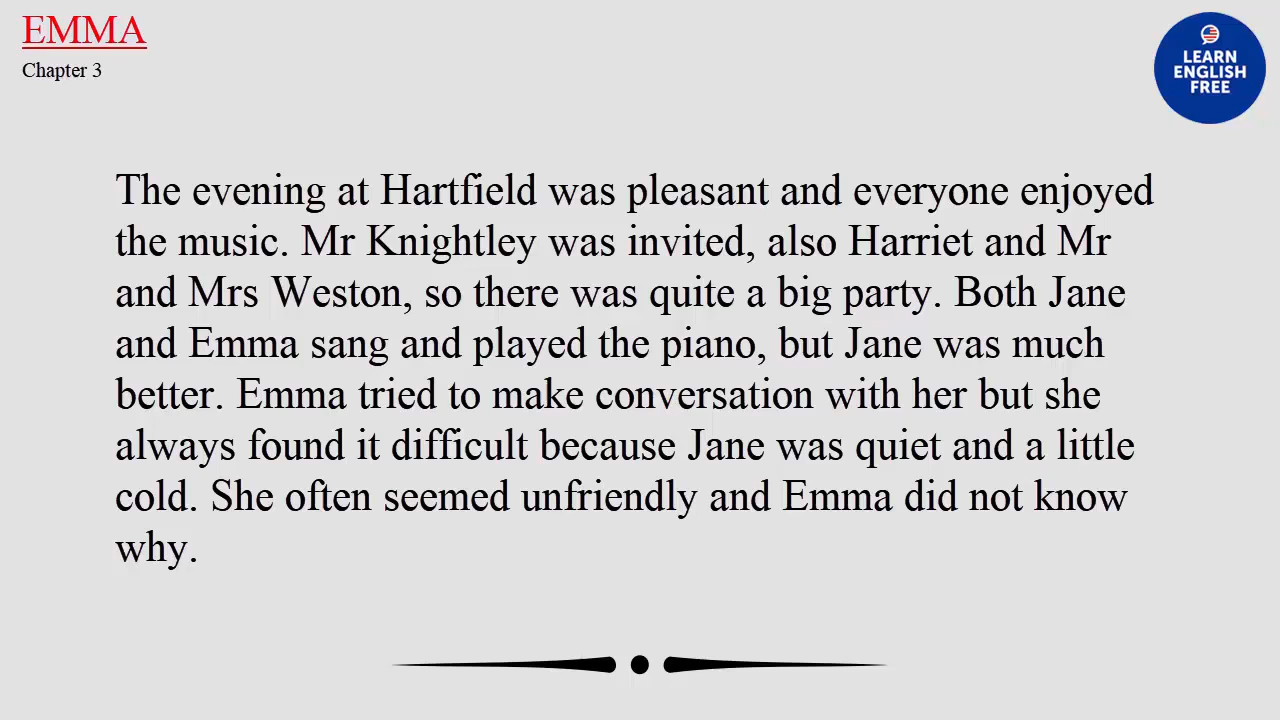 EMMA
Chapter 3
LEARN
ENGLISH
FREE
The evening at Hartfield was pleasant and everyone enjoyed
the music. Mr Knightley was invited, also Harriet and Mr
and Mrs Weston, so there was quite a big party. Both Jane
and Emma sang and played the piano, but Jane was much
better. Emma tried to make conversation with her but she
always found it difficult because Jane was quiet and a little
cold. She often seemed unfriendly and Emma did not know
why.